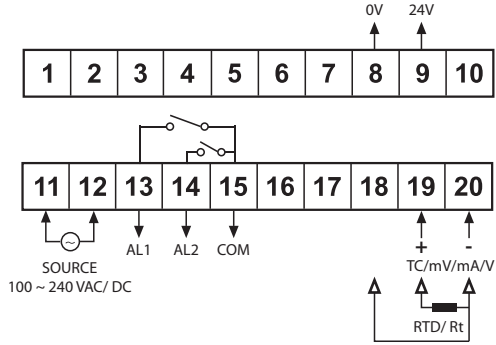 0V 24V
1 2 3 4 5 6 7 8 9 10
11 12 13 14 15 16 17 18 19 20
AL1 AL2 COM
+ -
SOURCE
TC/mV/mA/V
100 ~ 240 VAC/ DC
RTD/ Rt